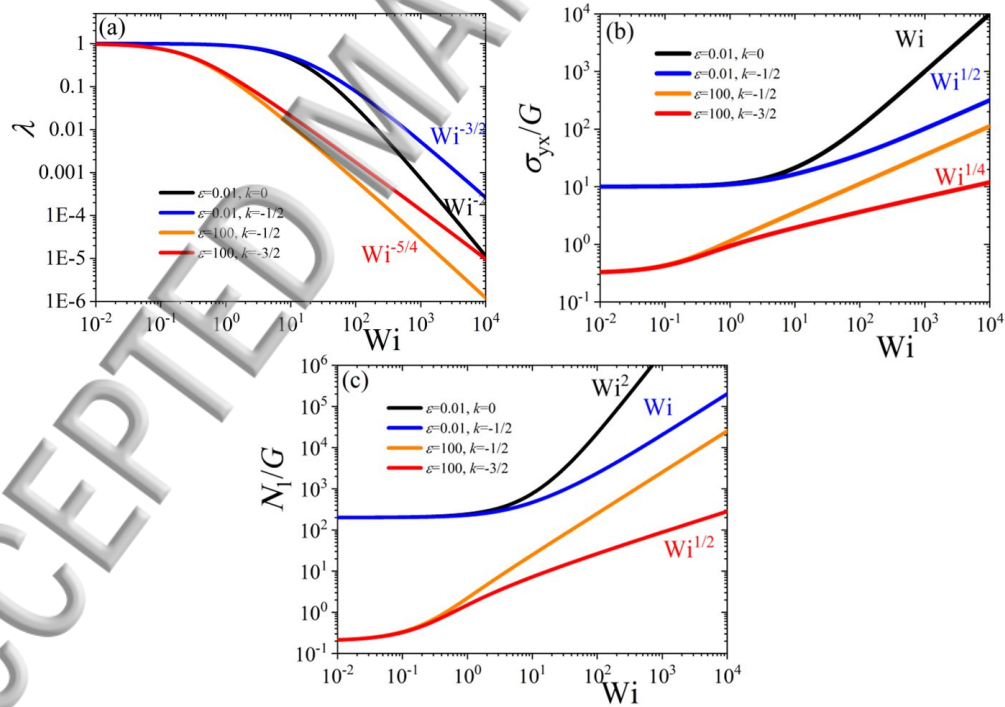 (a)
1
0.1
0.01
0.001
1E-4
1E-5
1E-6
λ
Wi^{-3/2}
ε=0.01, k=0
ε=0.01, k=-1/2
ε=100, k=-1/2
ε=100, k=-3/2
Wi^{-5/4}
10^{-2} 10^{-1} 10^{0} 10^{1} 10^{2} 10^{3} 10^{4}
Wi
(b)
10^{4}
10^{3}
10^{2}
10^{1}
10^{0}
10^{-1}
σ_{yx}/G
ε=0.01, k=0
ε=0.01, k=-1/2
ε=100, k=-1/2
ε=100, k=-3/2
Wi
Wi^{1/2}
Wi^{1/4}
10^{-2} 10^{-1} 10^{0} 10^{1} 10^{2} 10^{3} 10^{4}
Wi
(c)
10^{6}
10^{5}
10^{4}
10^{3}
10^{2}
10^{1}
10^{0}
10^{-1}
N_{1}/G
Wi^{2}
ε=0.01, k=0
ε=0.01, k=-1/2
ε=100, k=-1/2
ε=100, k=-3/2
Wi
Wi^{1/2}
10^{-2} 10^{-1} 10^{0} 10^{1} 10^{2} 10^{3} 10^{4}
Wi